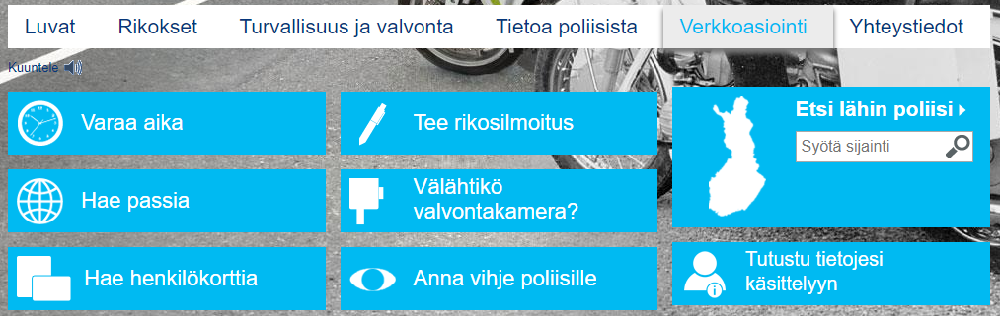 Luvat Rikokset Turvallisuus ja valvonta Tietoa poliisista Verkkoasiointi Yhteystiedot
Kuuntele
Varaa aika
Hae passia
Hae henkilökorttia
Tee rikosilmoitus
Välähtikö
valvontakamera?
Anna vihje poliisille
Etsi lähin poliisi
Syötä sijainti
Tutustu tietojesi
käsittelyyn